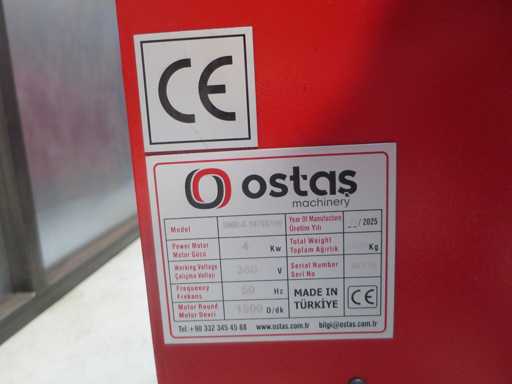 CE
ostaş
machinery
Model
Year Of Manufacture
Üretim Yılı
__/2025
Power Motor
Motor Gücü
4 Kw
Total Weight
Toplam Ağırlık
Kg
Working Voltage
Çalışma Voltajı
380 V
Serial Number
Seri No
Frequency
Frekans
50 Hz
MADE IN
TÜRKİYE
CE
Motor Round
Motor Devri
1500 D/dk
Tel: +90 332 345 45 88 www.ostas.com.tr bilgi@ostas.com.tr